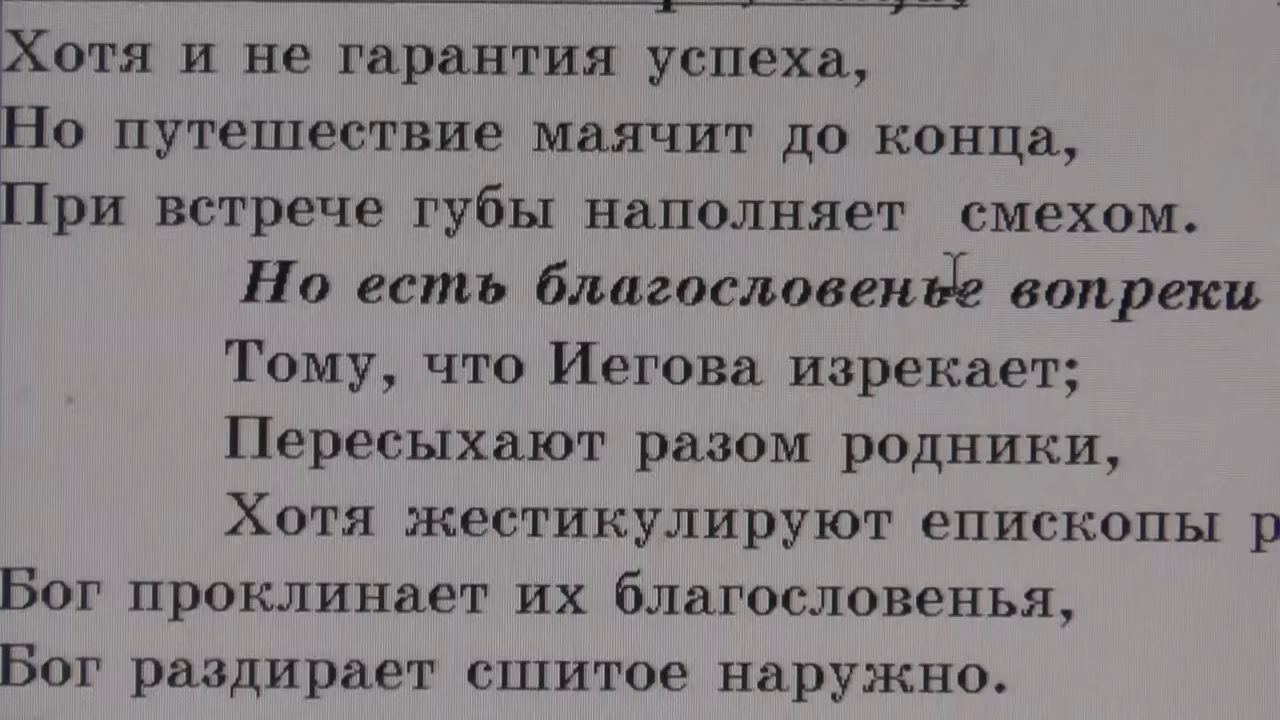 Хотя и не гарантия успеха,
Но путешествие маячит до конца,
При встрече губы наполняет смехом.
Но есть благословенье вопреки
Тому, что Иегова изрекает;
Пересыхают разом родники,
Хотя жестикулируют епископы
Бог проклинает их благословенья,
Бог раздирает сшитое наружно.